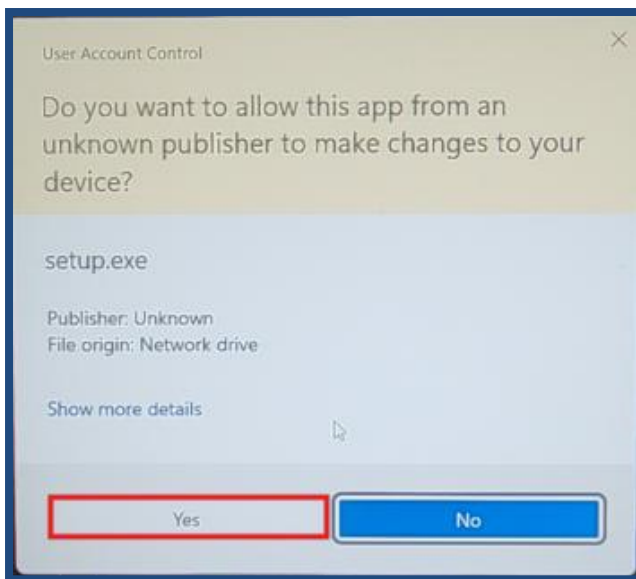 User Account Control
Do you want to allow this app from an
unknown publisher to make changes to your
device?
setup.exe
Publisher: Unknown
File origin: Network drive
Show more details
Yes
No